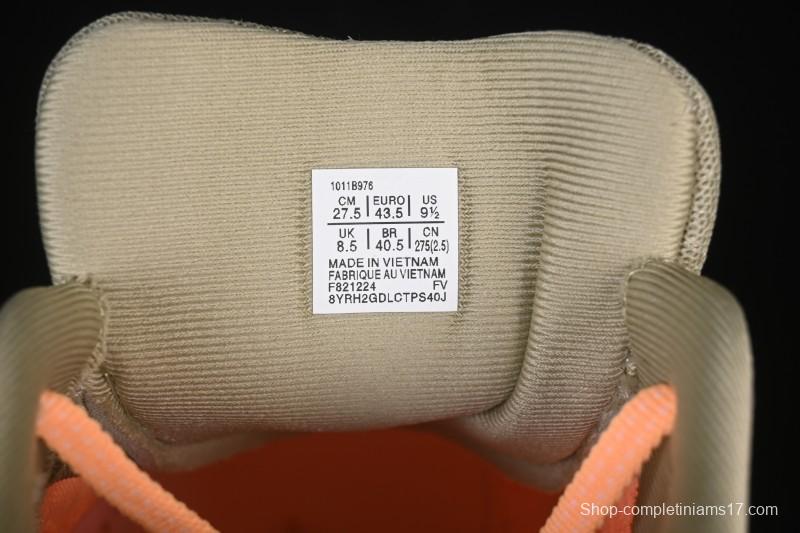 1011B976
CM EURO US
27.5 43.5 9½
UK BR CN
8.5 40.5 275(2.5)
MADE IN VIETNAM
FABRIQUE AU VIETNAM
F821224 FV
8YRH2GDLCTPS40J
Shop-completiniams17.com